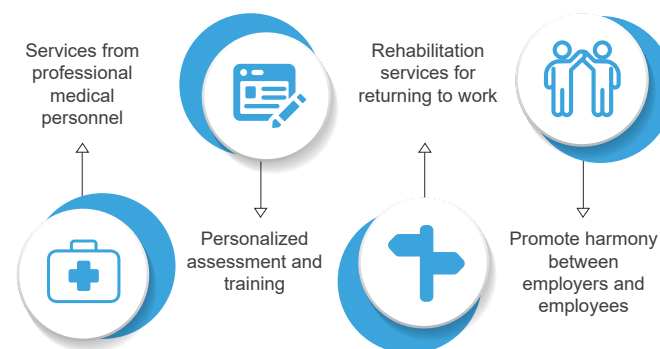 Services from
professional
medical
personnel
Personalized
assessment and
training
Rehabilitation
services for
returning to work
Promote harmony
between
employers and
employees